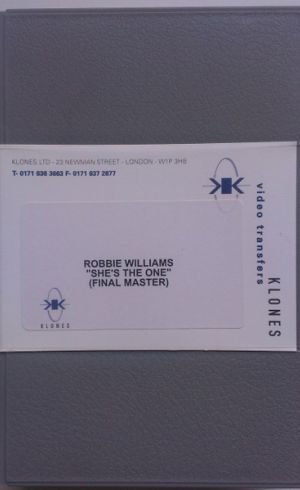 KLONES LTD - 23 NEWMAN STREET - LONDON - W1P 3HB
T- 0171 636 3663 F- 0171 637 2677
video transfers
KLONES
ROBBIE WILLIAMS
"SHE'S THE ONE"
(FINAL MASTER)
KLONES